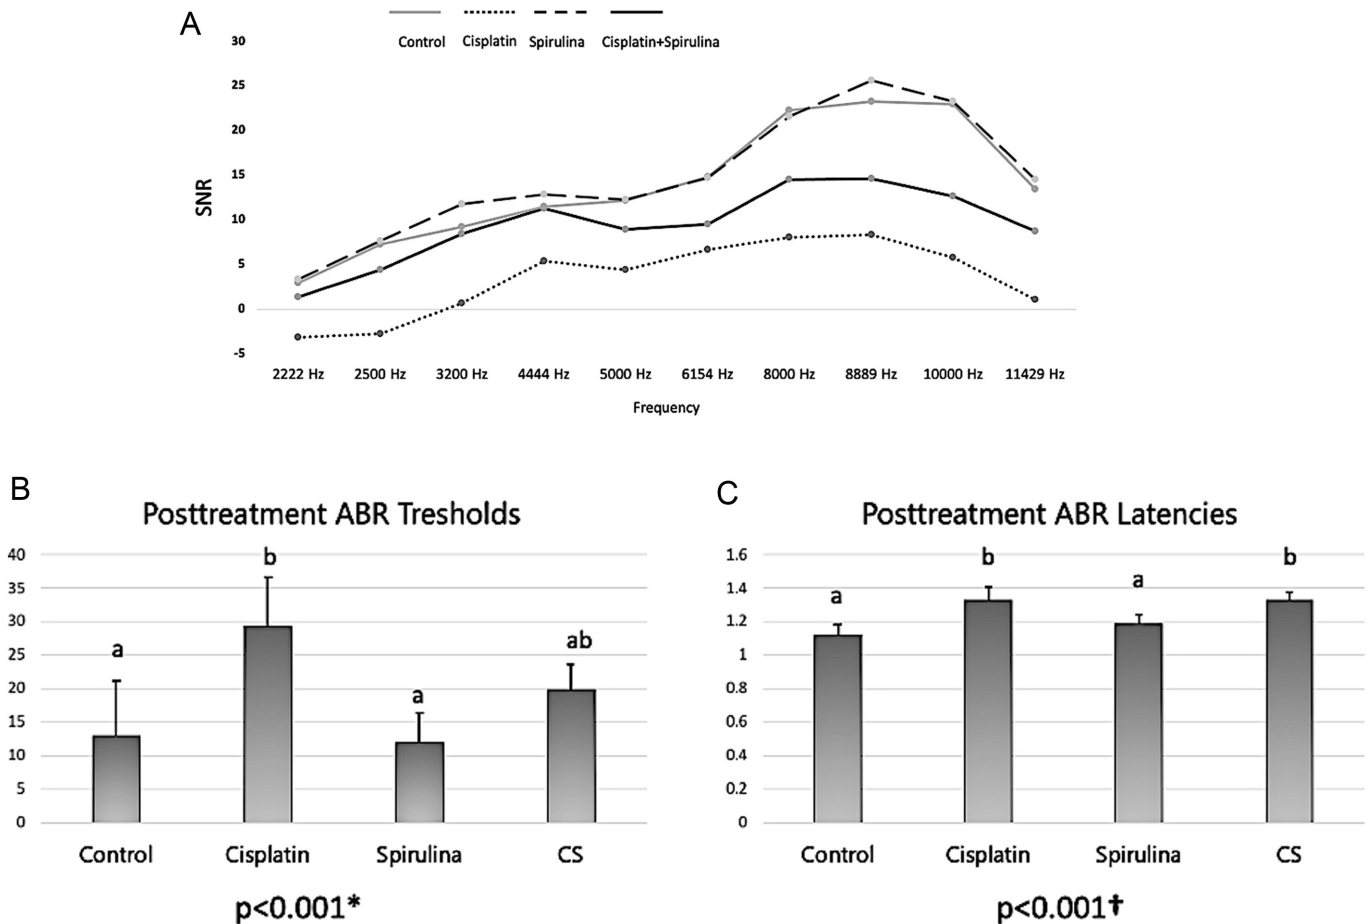 A
Control Cisplatin Spirulina Cisplatin+Spirulina
30
25
20
15
10
5
0
-5
SNR
2222 Hz 2500 Hz 3200 Hz 4444 Hz 5000 Hz 6154 Hz 8000 Hz 8889 Hz 10000 Hz 11429 Hz
Frequency
B
Posttreatment ABR Tresholds
40
35
30
25
20
15
10
5
0
a
b
a
ab
Control Cisplatin Spirulina CS
p<0.001*
C
Posttreatment ABR Latencies
1.6
1.4
1.2
1
0.8
0.6
0.4
0.2
0
a
b
a
b
Control Cisplatin Spirulina CS
p<0.001†